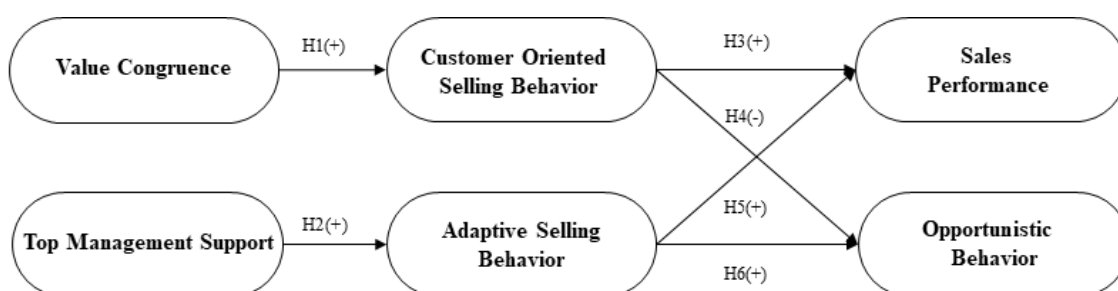 H1(+)
H3(+)
Value Congruence
Customer Oriented
Selling Behavior
Sales
Performance
H4(-)
H2(+)
H5(+)
Top Management Support
Adaptive Selling
Behavior
Opportunistic
Behavior
H6(+)